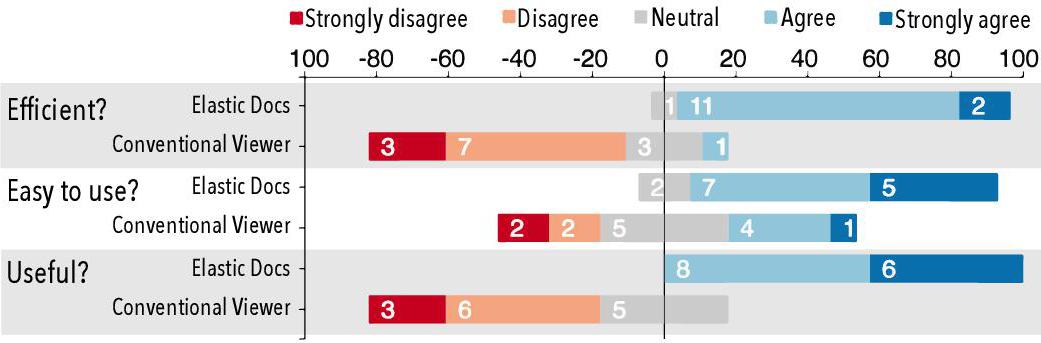 Strongly disagree Disagree Neutral Agree Strongly agree
100 -80 -60 -40 -20 0 20 40 60 80 100
Efficient? Elastic Docs 1 11 2
Conventional Viewer 3 7 3 1
Easy to use? Elastic Docs 2 7 5
Conventional Viewer 2 2 5 4 1
Useful? Elastic Docs 8 6
Conventional Viewer 3 6 5